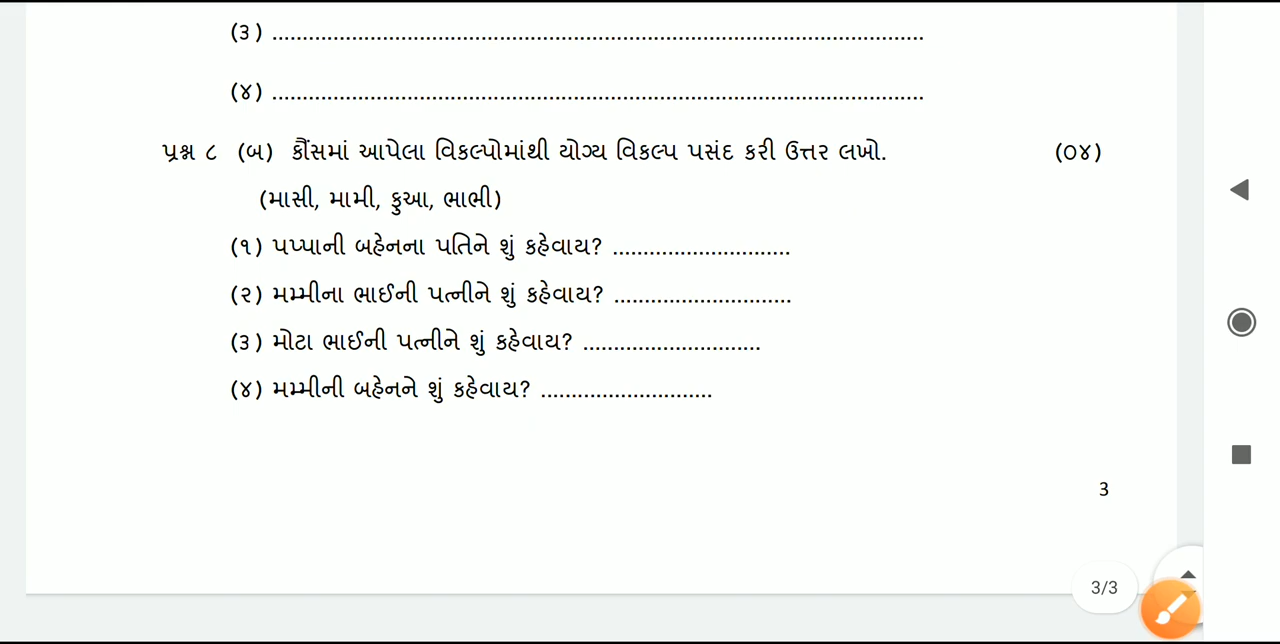 (૩) ............................................................................................................
(૪) ............................................................................................................
પ્રશ્ન ૮ (બ) કૌંસમાં આપેલા વિકલ્પોમાંથી યોગ્ય વિકલ્પ પસંદ કરી ઉત્તર લખો. (૦૪)
(માસી, મામી, ફુઆ, ભાભી)
(૧) પપ્પાની બહેનના પતિને શું કહેવાય? .............................
(૨) મમ્મીના ભાઈની પત્નીને શું કહેવાય? .............................
(૩) મોટા ભાઈની પત્નીને શું કહેવાય? .............................
(૪) મમ્મીની બહેનને શું કહેવાય? ............................
3
3/3